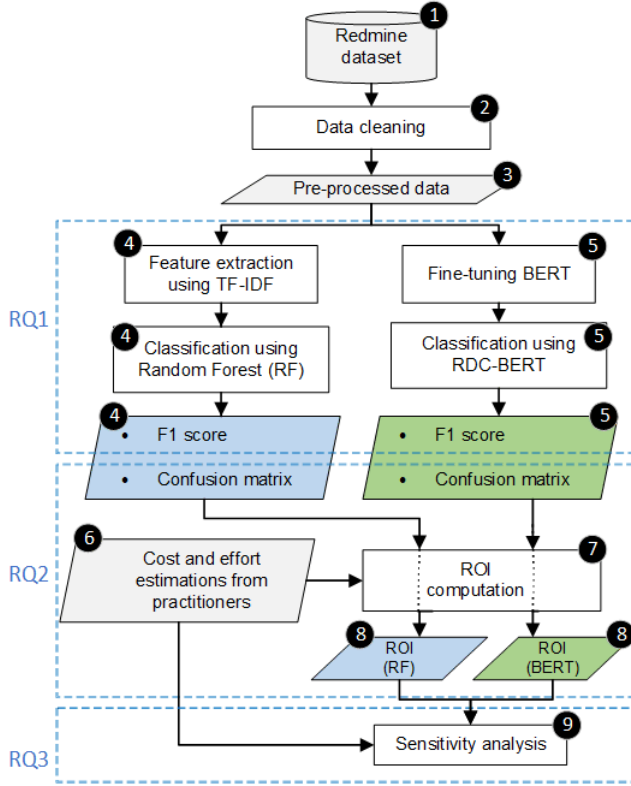 1
Redmine
dataset
2
Data cleaning
3
Pre-processed data
RQ1
4
Feature extraction
using TF-IDF
5
Fine-tuning BERT
4
Classification using
Random Forest (RF)
5
Classification using
RDC-BERT
4
• F1 score
• Confusion matrix
5
• F1 score
• Confusion matrix
RQ2
6
Cost and effort
estimations from
practitioners
7
ROI
computation
8
ROI
(RF)
8
ROI
(BERT)
RQ3
9
Sensitivity analysis